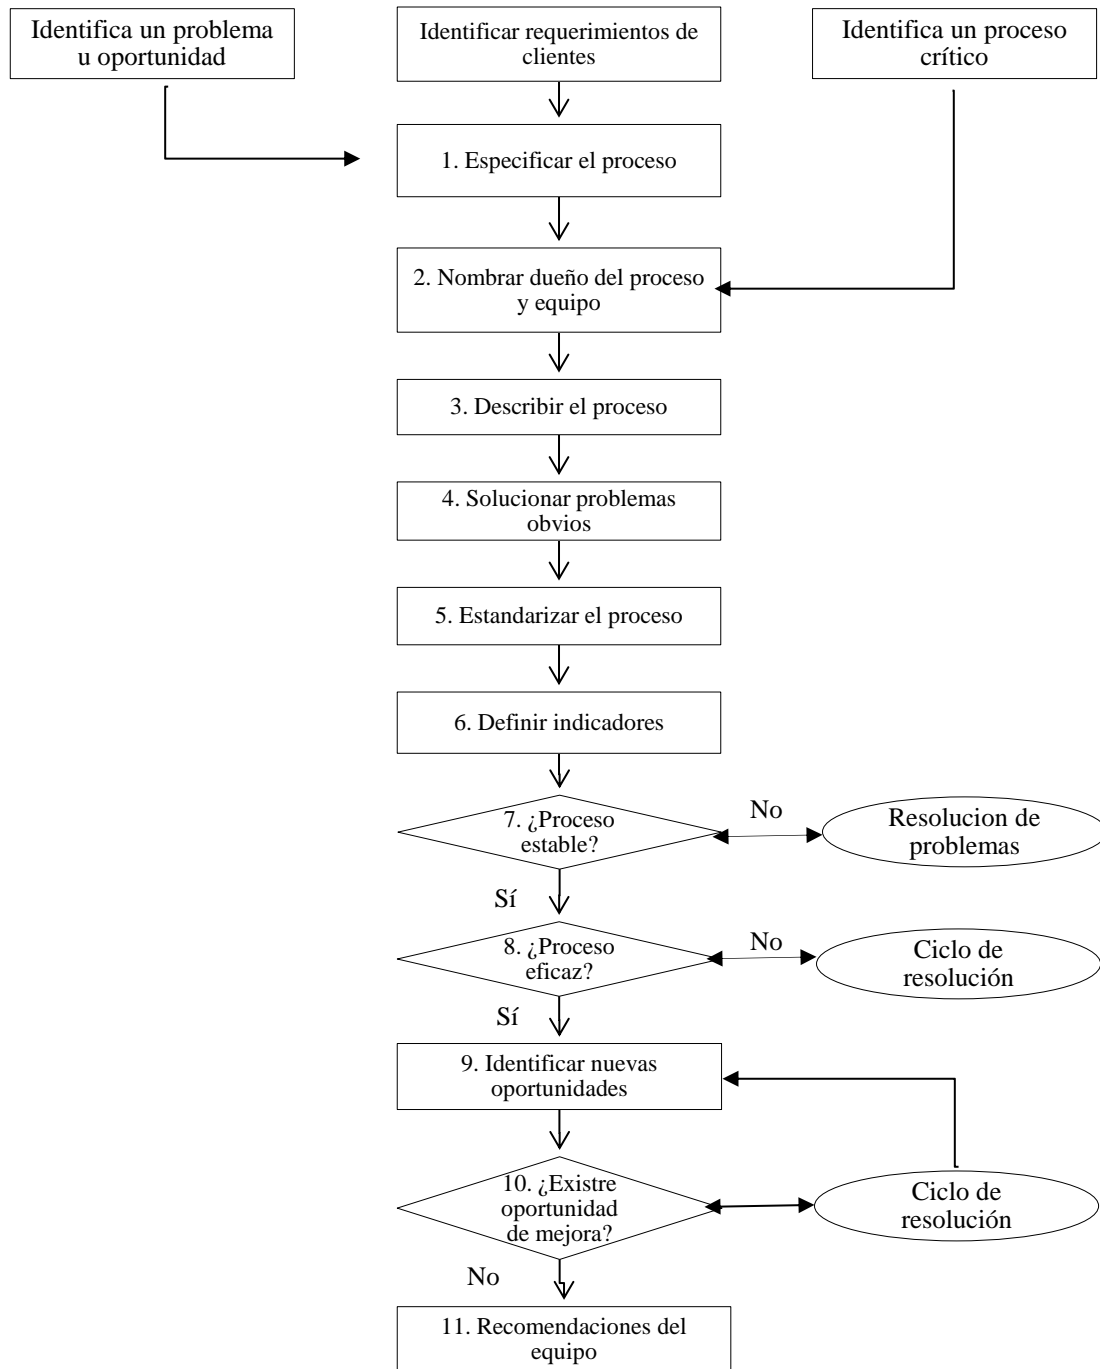 Identifica un problema
u oportunidad
Identificar requerimientos de
clientes
Identifica un proceso
crítico
1. Especificar el proceso
2. Nombrar dueño del proceso
y equipo
3. Describir el proceso
4. Solucionar problemas
obvios
5. Estandarizar el proceso
6. Definir indicadores
7. ¿Proceso
estable?
No
Resolucion de
problemas
Sí
8. ¿Proceso
eficaz?
No
Ciclo de
resolución
Sí
9. Identificar nuevas
oportunidades
10. ¿Existre
oportunidad
de mejora?
Ciclo de
resolución
No
11. Recomendaciones del
equipo